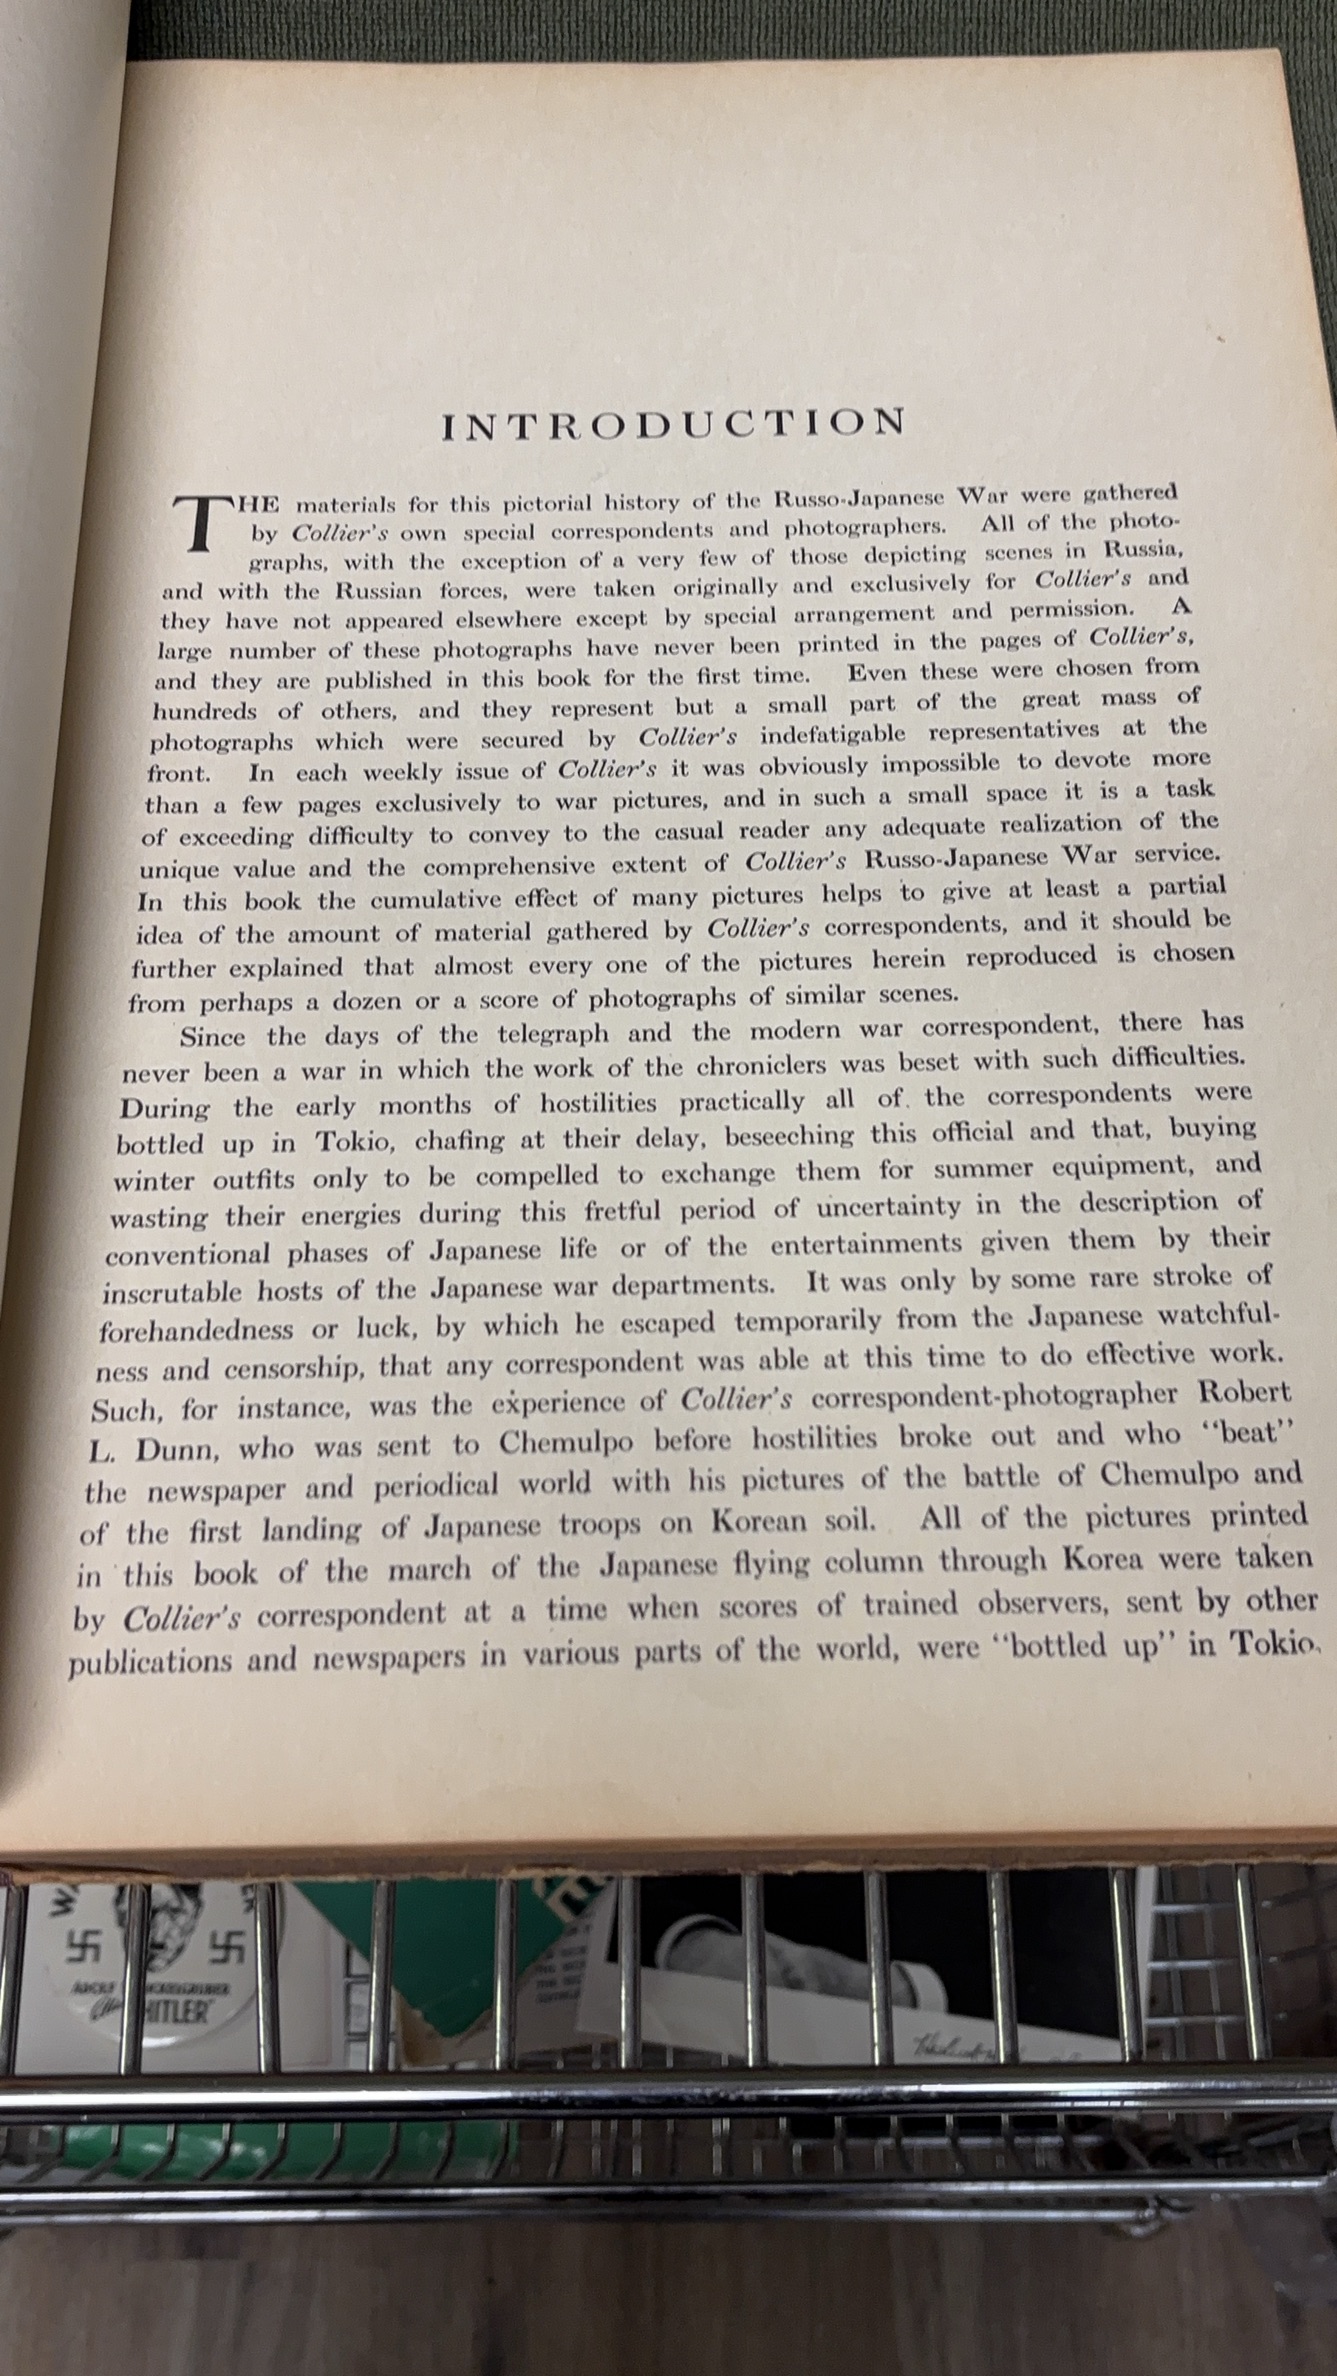 INTRODUCTION
THE materials for this pictorial history of the Russo-Japanese War were gathered
by Collier's own special correspondents and photographers. All of the photo-
graphs, with the exception of a very few of those depicting scenes in Russia,
and with the Russian forces, were taken originally and exclusively for Collier's and
they have not appeared elsewhere except by special arrangement and permission. A
large number of these photographs have never been printed in the pages of Collier's,
and they are published in this book for the first time. Even these were chosen from
hundreds of others, and they represent but a small part of the great mass of
photographs which were secured by Collier's indefatigable representatives at the
front. In each weekly issue of Collier's it was obviously impossible to devote more
than a few pages exclusively to war pictures, and in such a small space it is a task
of exceeding difficulty to convey to the casual reader any adequate realization of the
unique value and the comprehensive extent of Collier's Russo-Japanese War service.
In this book the cumulative effect of many pictures helps to give at least a partial
idea of the amount of material gathered by Collier's correspondents, and it should be
further explained that almost every one of the pictures herein reproduced is chosen
from perhaps a dozen or a score of photographs of similar scenes.
Since the days of the telegraph and the modern war correspondent, there has
never been a war in which the work of the chroniclers was beset with such difficulties.
During the early months of hostilities practically all of the correspondents were
bottled up in Tokio, chafing at their delay, beseeching this official and that, buying
winter outfits only to be compelled to exchange them for summer equipment, and
wasting their energies during this fretful period of uncertainty in the description of
conventional phases of Japanese life or of the entertainments given them by their
inscrutable hosts of the Japanese war departments. It was only by some rare stroke of
forehandedness or luck, by which he escaped temporarily from the Japanese watchful-
ness and censorship, that any correspondent was able at this time to do effective work.
Such, for instance, was the experience of Collier's correspondent-photographer Robert
L. Dunn, who was sent to Chemulpo before hostilities broke out and who "beat"
the newspaper and periodical world with his pictures of the battle of Chemulpo and
of the first landing of Japanese troops on Korean soil. All of the pictures printed
in this book of the march of the Japanese flying column through Korea were taken
by Collier's correspondent at a time when scores of trained observers, sent by other
publications and newspapers in various parts of the world, were "bottled up" in Tokio.
HITLER